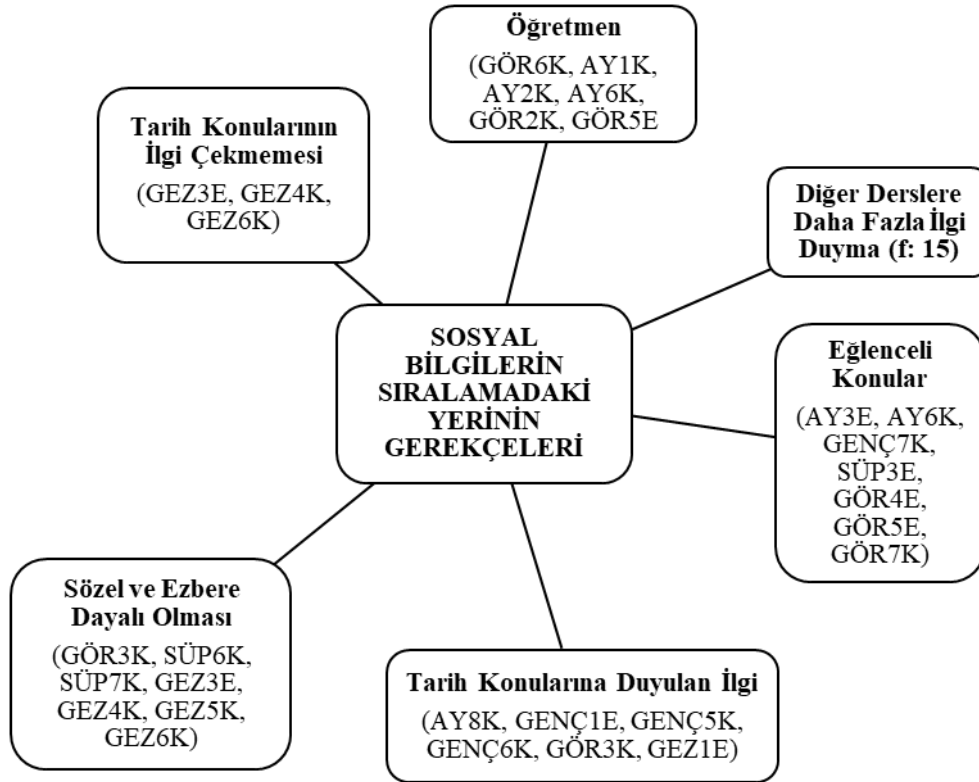 Öğretmen
(GÖR6K, AY1K,
AY2K, AY6K,
GÖR2K, GÖR5E
Tarih Konularının
İlgi Çekmemesi
(GEZ3E, GEZ4K,
GEZ6K)
Diğer Derslere
Daha Fazla İlgi
Duyma (f: 15)
SOSYAL
BİLGİLERİN
SIRALAMADAKİ
YERİNİN
GEREKÇELERİ
Eğlenceli
Konular
(AY3E, AY6K,
GENÇ7K,
SÜP3E,
GÖR4E,
GÖR5E,
GÖR7K)
Sözel ve Ezbere
Dayalı Olması
(GÖR3K, SÜP6K,
SÜP7K, GEZ3E,
GEZ4K, GEZ5K,
GEZ6K)
Tarih Konularına Duyulan İlgi
(AY8K, GENÇ1E, GENÇ5K,
GENÇ6K, GÖR3K, GEZ1E)